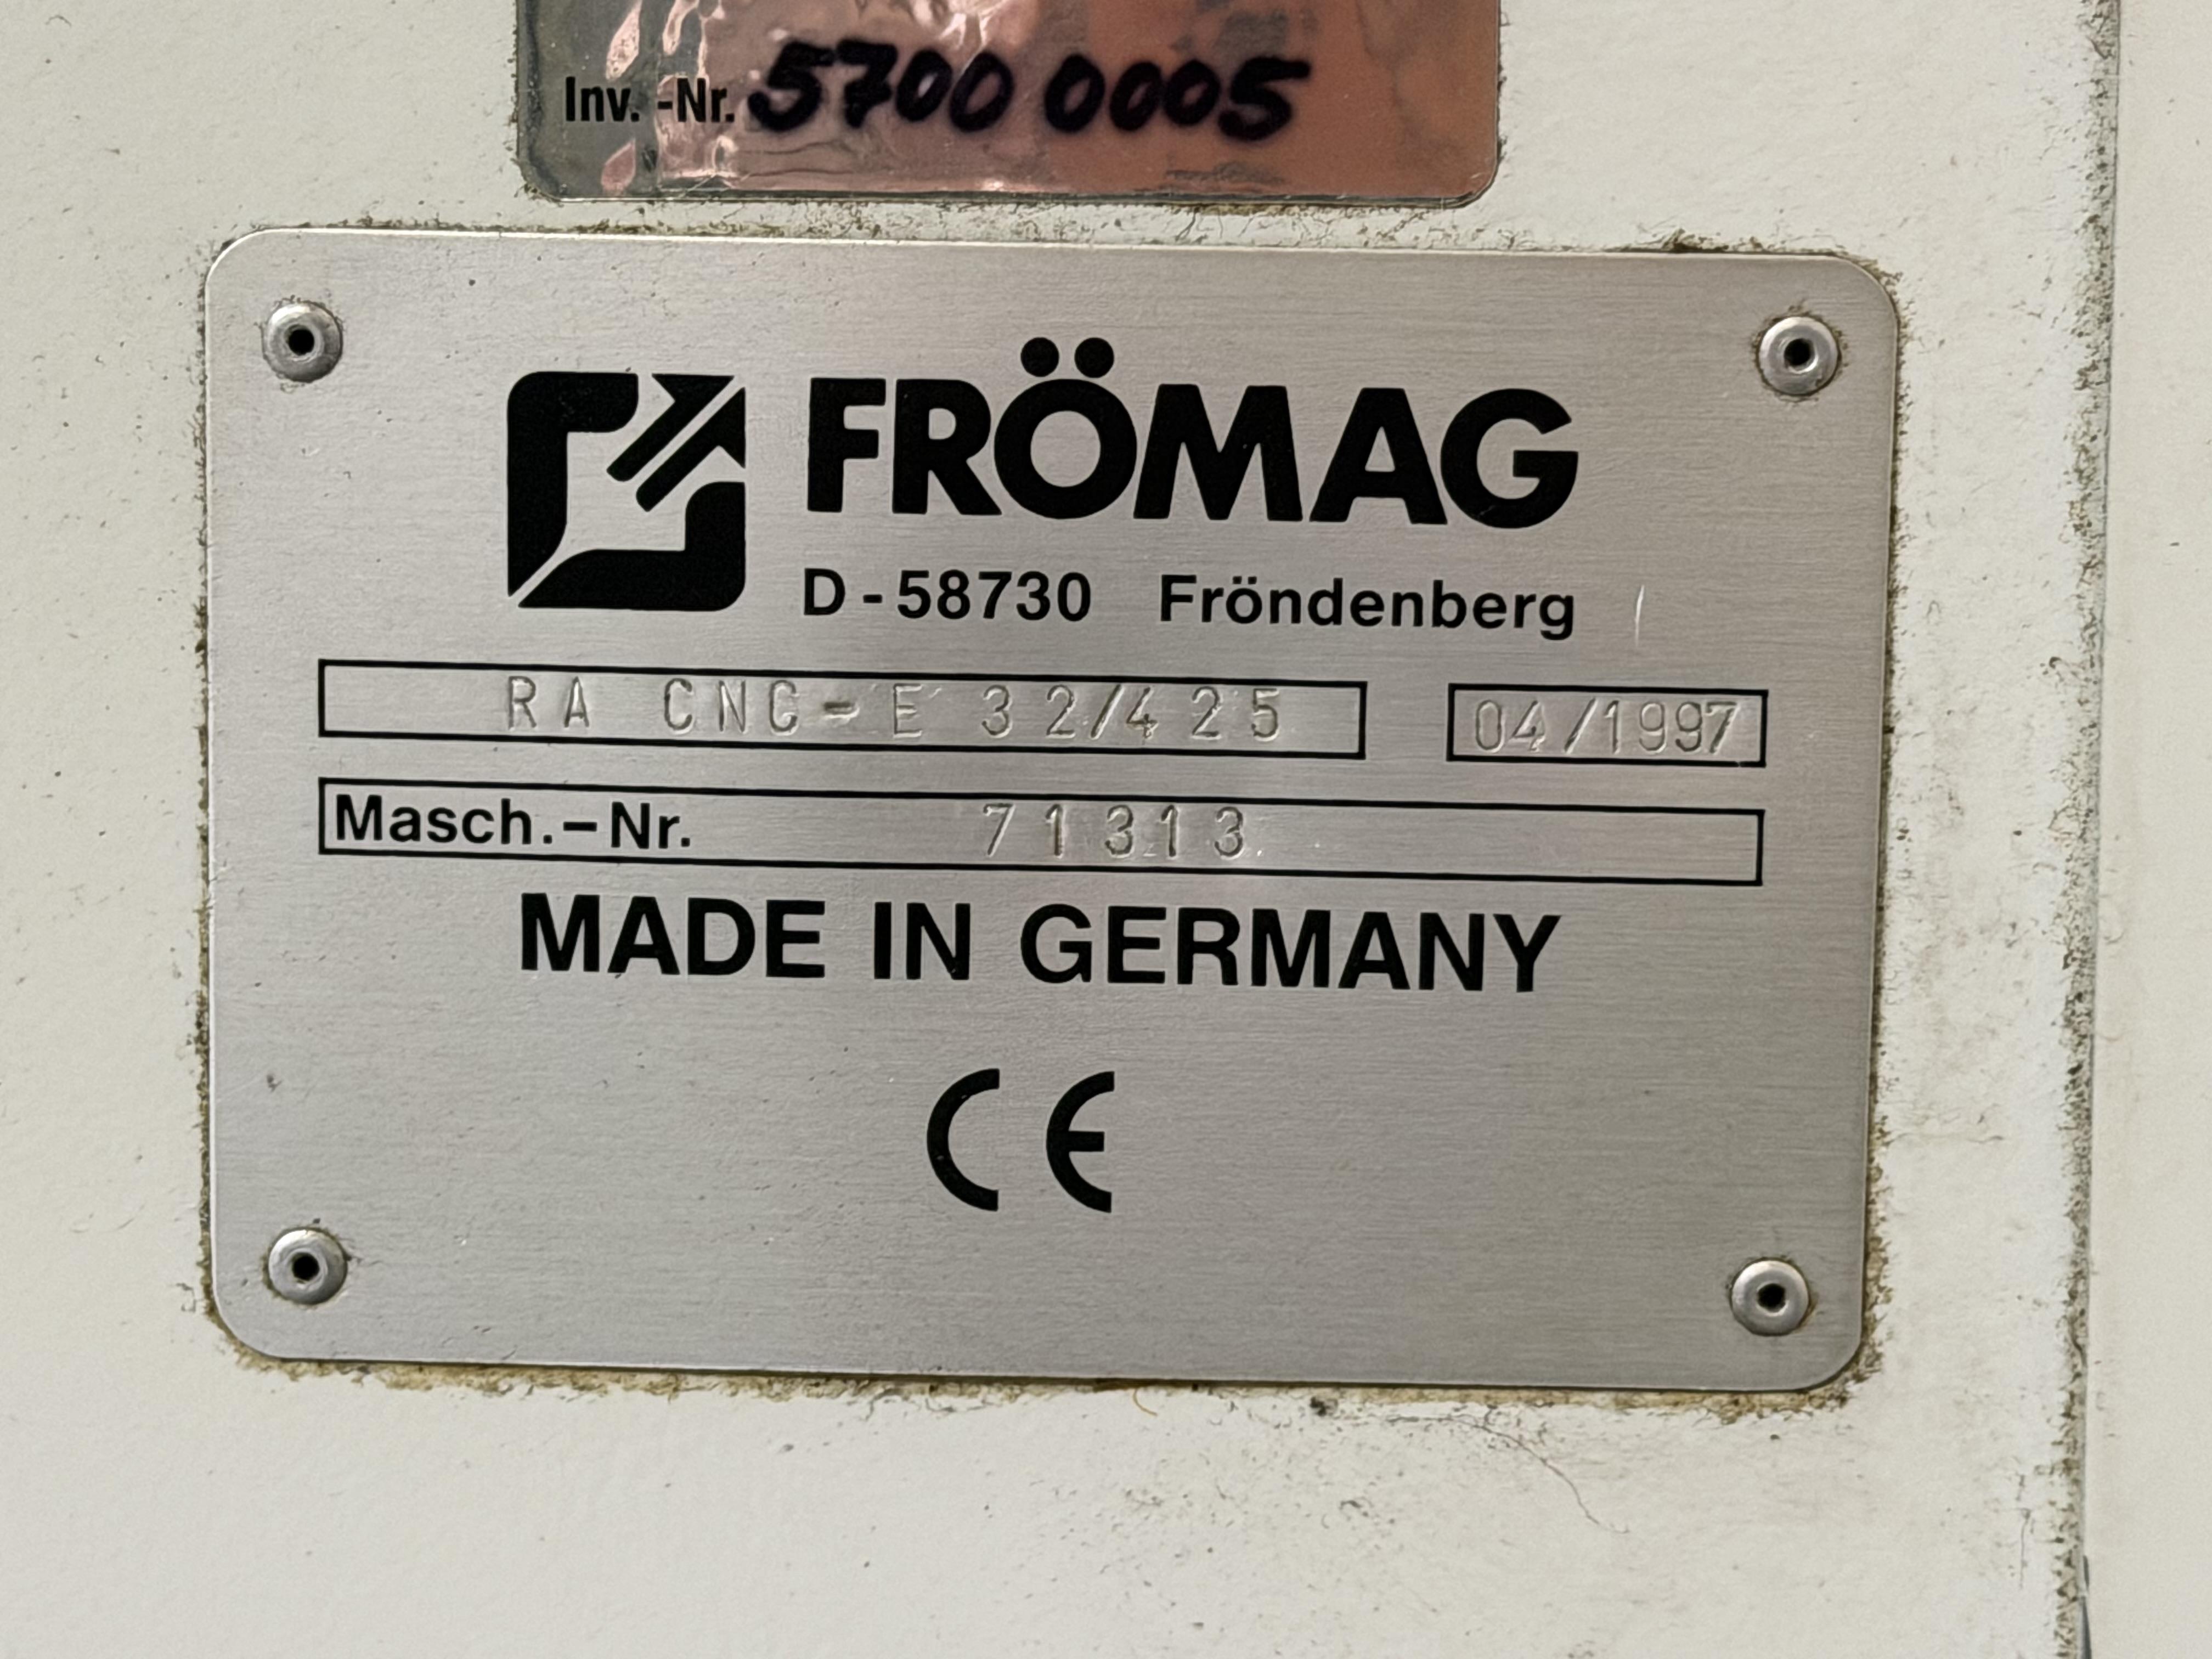 Inv. -Nr. 5700 0005
FRÖMAG
D-58730 Fröndenberg
RA CNC-E 32/425 04/1997
Masch.-Nr. 71313
MADE IN GERMANY
CE